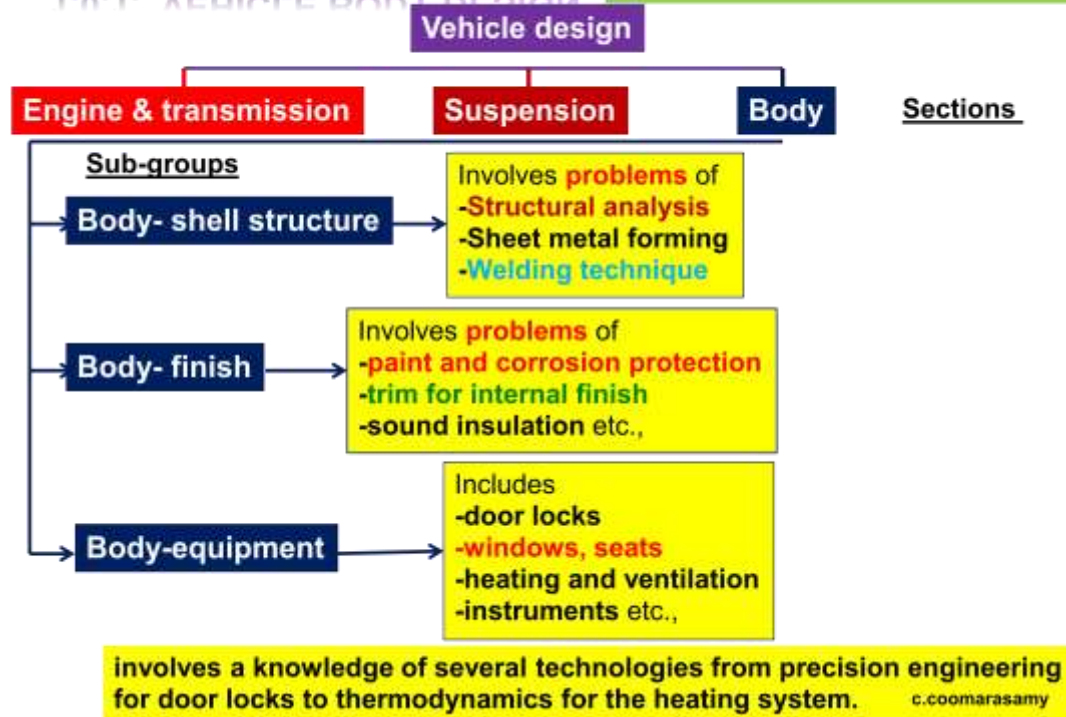 VEHICLE BODY DESIGN
Vehicle design
Engine & transmission
Suspension
Body
Sections
Sub-groups
Body- shell structure
Involves problems of
-Structural analysis
-Sheet metal forming
-Welding technique
Body- finish
Involves problems of
-paint and corrosion protection
-trim for internal finish
-sound insulation etc.,
Body-equipment
Includes
-door locks
-windows, seats
-heating and ventilation
-instruments etc.,
involves a knowledge of several technologies from precision engineering
for door locks to thermodynamics for the heating system.
c.coomarasamy